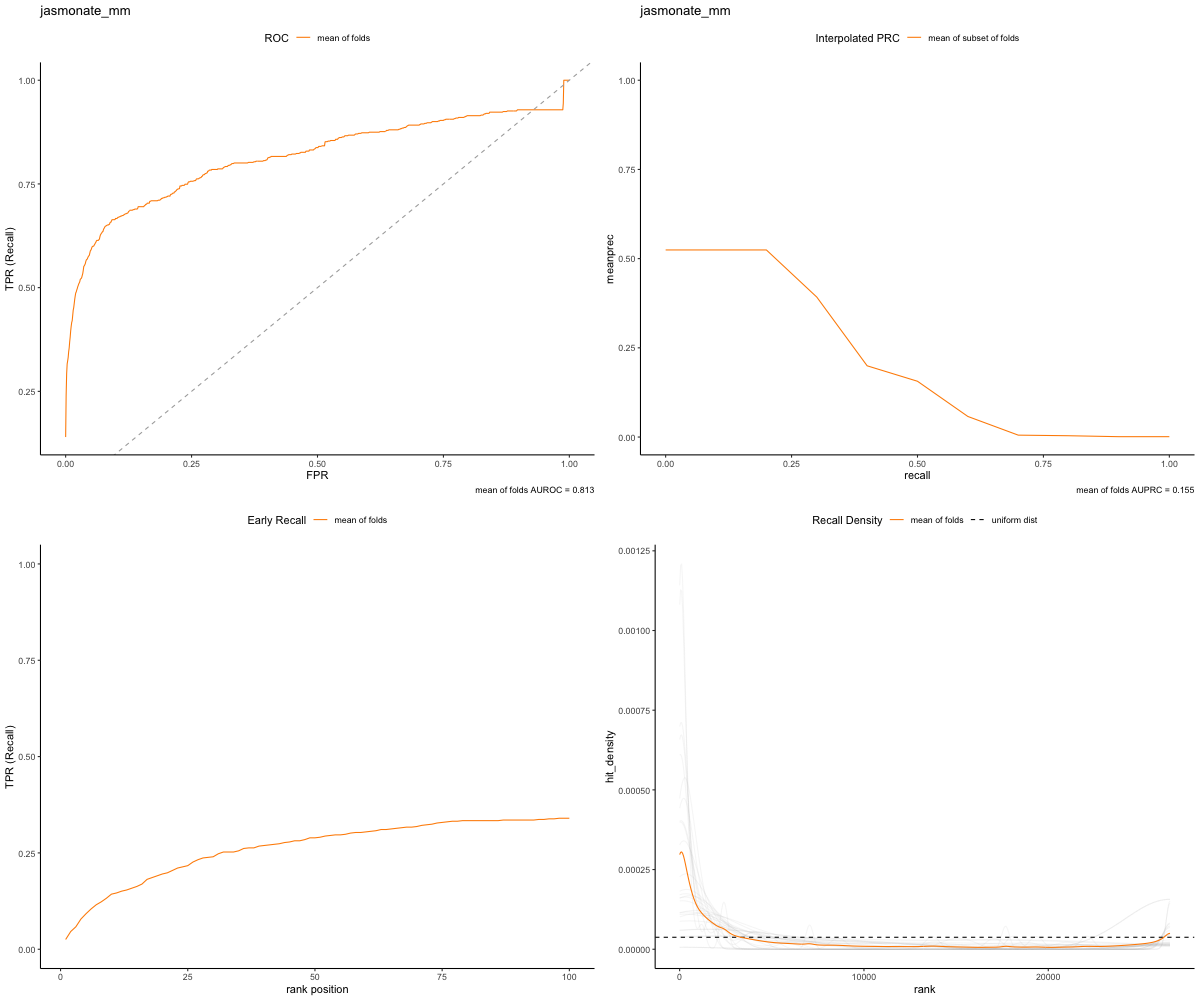 jasmonate_mm
ROC mean of folds
1.00
0.75
0.50
0.25
TPR (Recall)
0.00 0.25 0.50 0.75 1.00
FPR
mean of folds AUROC = 0.813
jasmonate_mm
Interpolated PRC mean of subset of folds
1.00
0.75
0.50
0.25
0.00
meanprec
0.00 0.25 0.50 0.75 1.00
recall
mean of folds AUPRC = 0.155
Early Recall mean of folds
1.00
0.75
0.50
0.25
0.00
TPR (Recall)
0 25 50 75 100
rank position
Recall Density mean of folds uniform dist
0.00125
0.00100
0.00075
0.00050
0.00025
0.00000
hit_density
0 10000 20000
rank